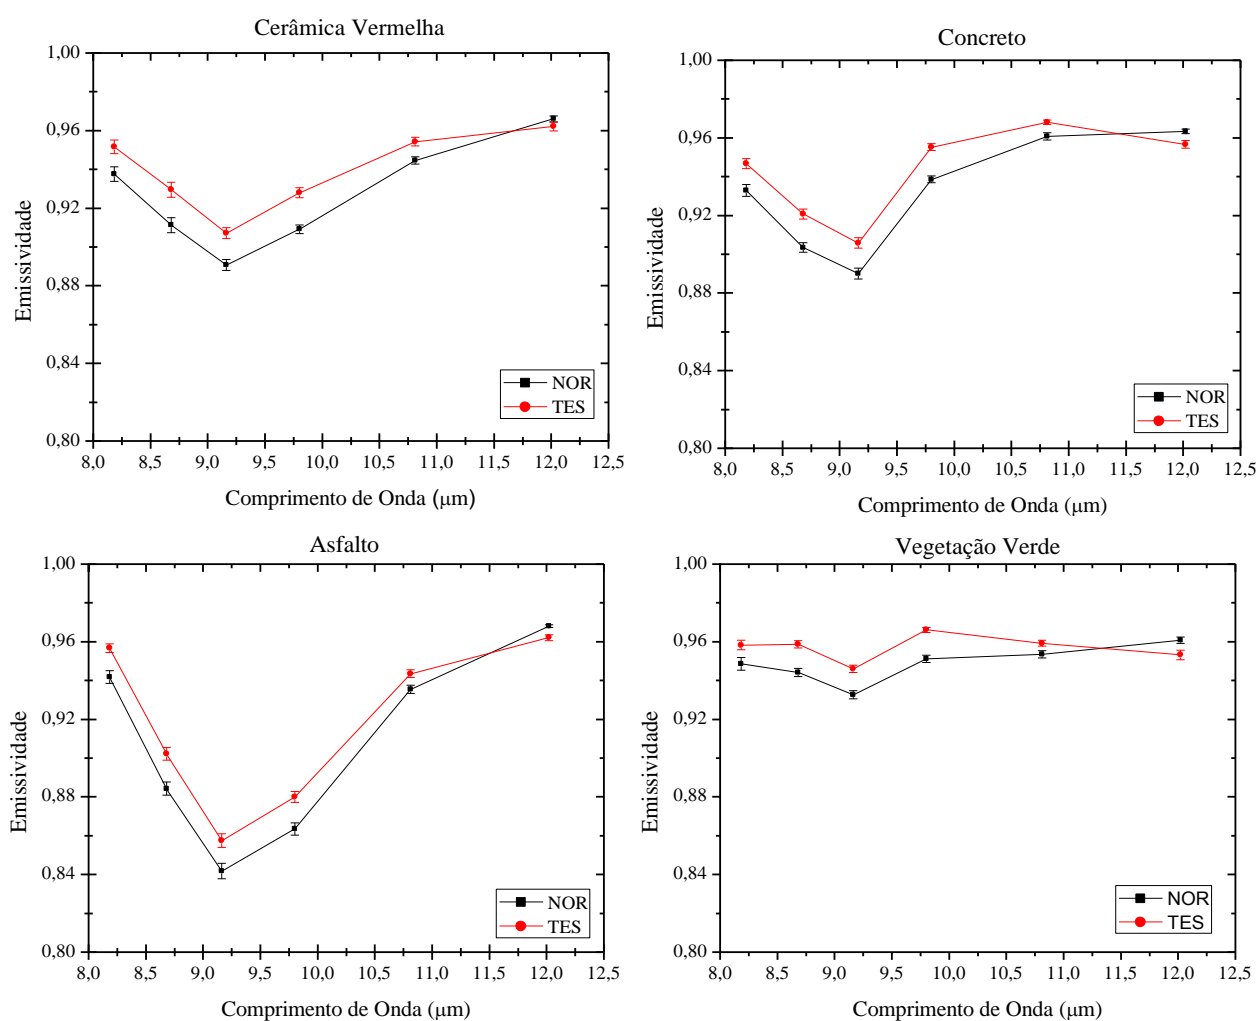 Cerâmica Vermelha
1,00
0,96
0,92
0,88
0,84
0,80
Emissividade
NOR
TES
8,0 8,5 9,0 9,5 10,0 10,5 11,0 11,5 12,0 12,5
Comprimento de Onda (μm)
Concreto
1,00
0,96
0,92
0,88
0,84
0,80
Emissividade
NOR
TES
8,0 8,5 9,0 9,5 10,0 10,5 11,0 11,5 12,0 12,5
Comprimento de Onda (μm)
Asfalto
1,00
0,96
0,92
0,88
0,84
0,80
Emissividade
NOR
TES
8,0 8,5 9,0 9,5 10,0 10,5 11,0 11,5 12,0 12,5
Comprimento de Onda (μm)
Vegetação Verde
1,00
0,96
0,92
0,88
0,84
0,80
Emissividade
NOR
TES
8,0 8,5 9,0 9,5 10,0 10,5 11,0 11,5 12,0 12,5
Comprimento de Onda (μm)